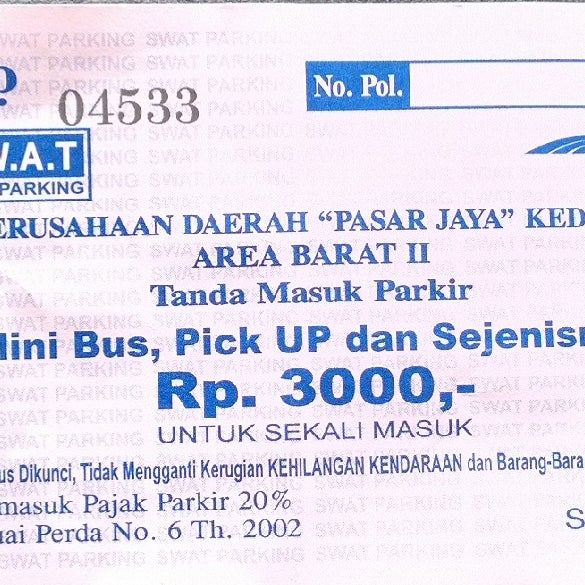 P
04533
No. Pol.
W.A.T
PARKING
ERUSAHAAN DAERAH “PASAR JAYA” KED
AREA BARAT II
Tanda Masuk Parkir
Mini Bus, Pick UP dan Sejenisn
Rp. 3000,-
UNTUK SEKALI MASUK
us Dikunci, Tidak Mengganti Kerugian KEHILANGAN KENDARAAN dan Barang-Bara
masuk Pajak Parkir 20%
uai Perda No. 6 Th. 2002
S